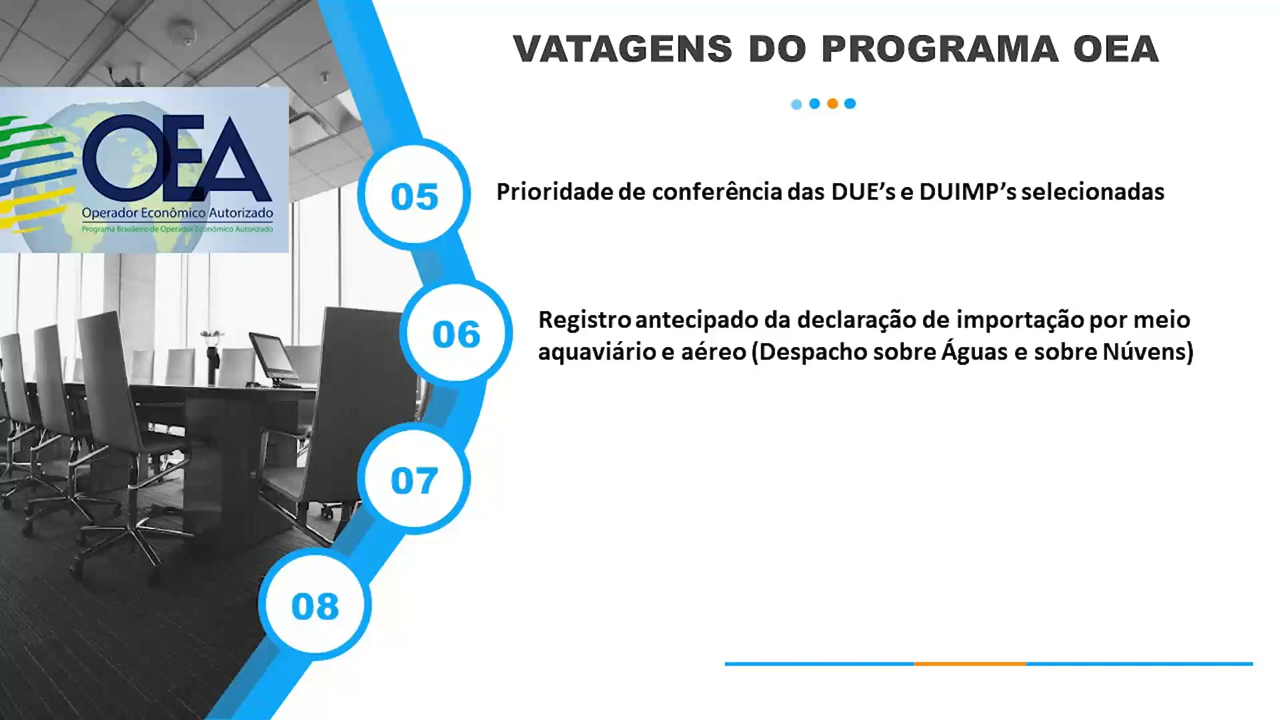 VATAGENS DO PROGRAMA OEA
OEA
Operador Econômico Autorizado
Programa Brasileiro de Operador Econômico Autorizado
05
Prioridade de conferência das DUE’s e DUIMP’s selecionadas
06
Registro antecipado da declaração de importação por meio
aquaviário e aéreo (Despacho sobre Águas e sobre Núvens)
07
08